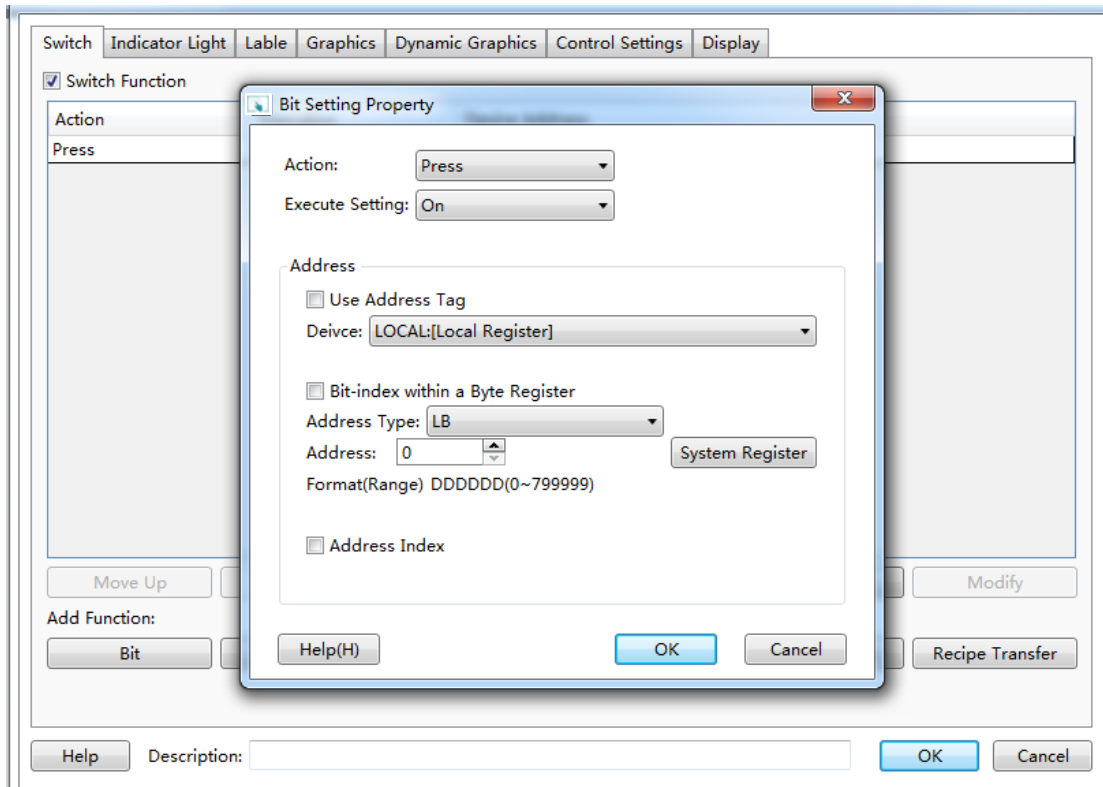 Switch Indicator Light Lable Graphics Dynamic Graphics Control Settings Display
Switch Function
Bit Setting Property
Action
Press
Action: Press
Execute Setting: On
Address
Use Address Tag
Deivce: LOCAL:[Local Register]
Bit-index within a Byte Register
Address Type: LB
Address: 0 System Register
Format(Range) DDDDDD(0~799999)
Address Index
Move Up Modify
Add Function:
Help(H) OK Cancel
Bit Recipe Transfer
Help Description: OK Cancel